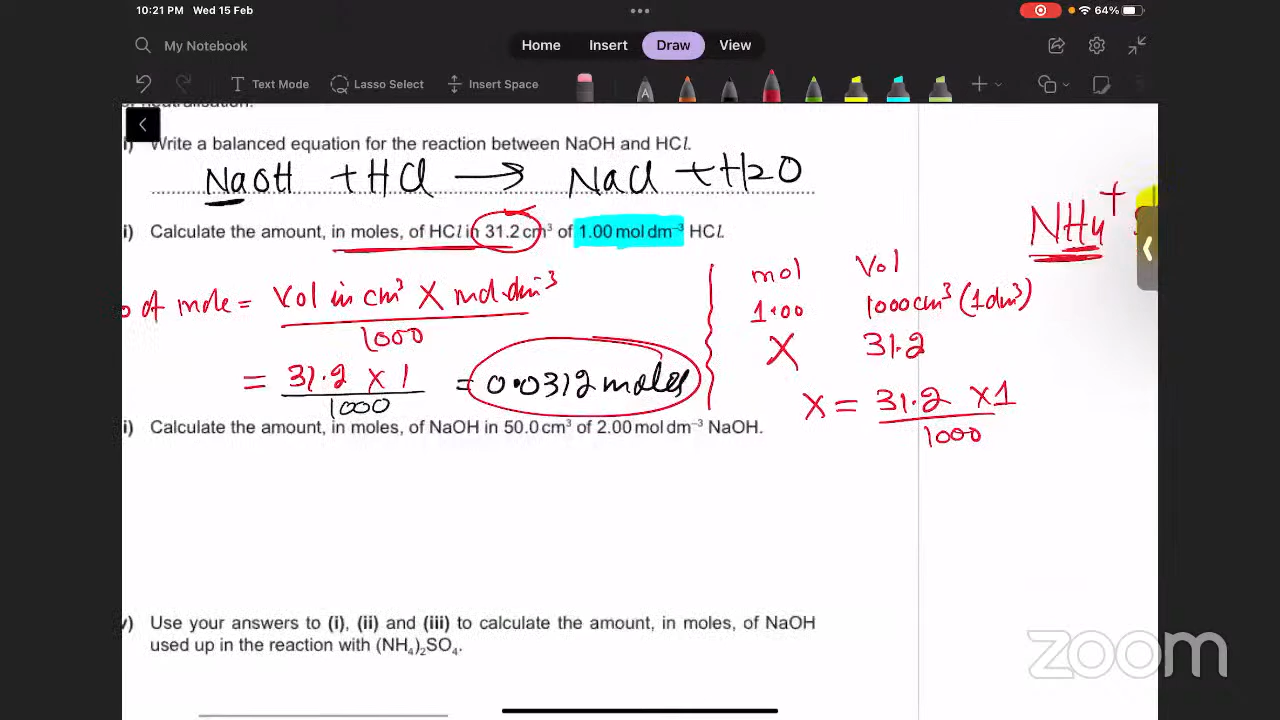 10:21 PM Wed 15 Feb
64%
My Notebook
Home Insert Draw View
Text Mode Lasso Select Insert Space
neutralisation.
i) Write a balanced equation for the reaction between NaOH and HCl.
NaOH + HCl → NaCl + H2O
NH4+
i) Calculate the amount, in moles, of HCl in 31.2 cm³ of 1.00 mol dm⁻³ HCl.
mol Vol
o of mole = Vol in cm³ X mol.dm⁻³
1000
1.00 1000cm³ (1dm³)
X 31.2
= 31.2 X 1
1000
= 0.0312 moles
X = 31.2 X1
1000
i) Calculate the amount, in moles, of NaOH in 50.0 cm³ of 2.00 mol dm⁻³ NaOH.
v) Use your answers to (i), (ii) and (iii) to calculate the amount, in moles, of NaOH
used up in the reaction with (NH₄)₂SO₄.
zoom